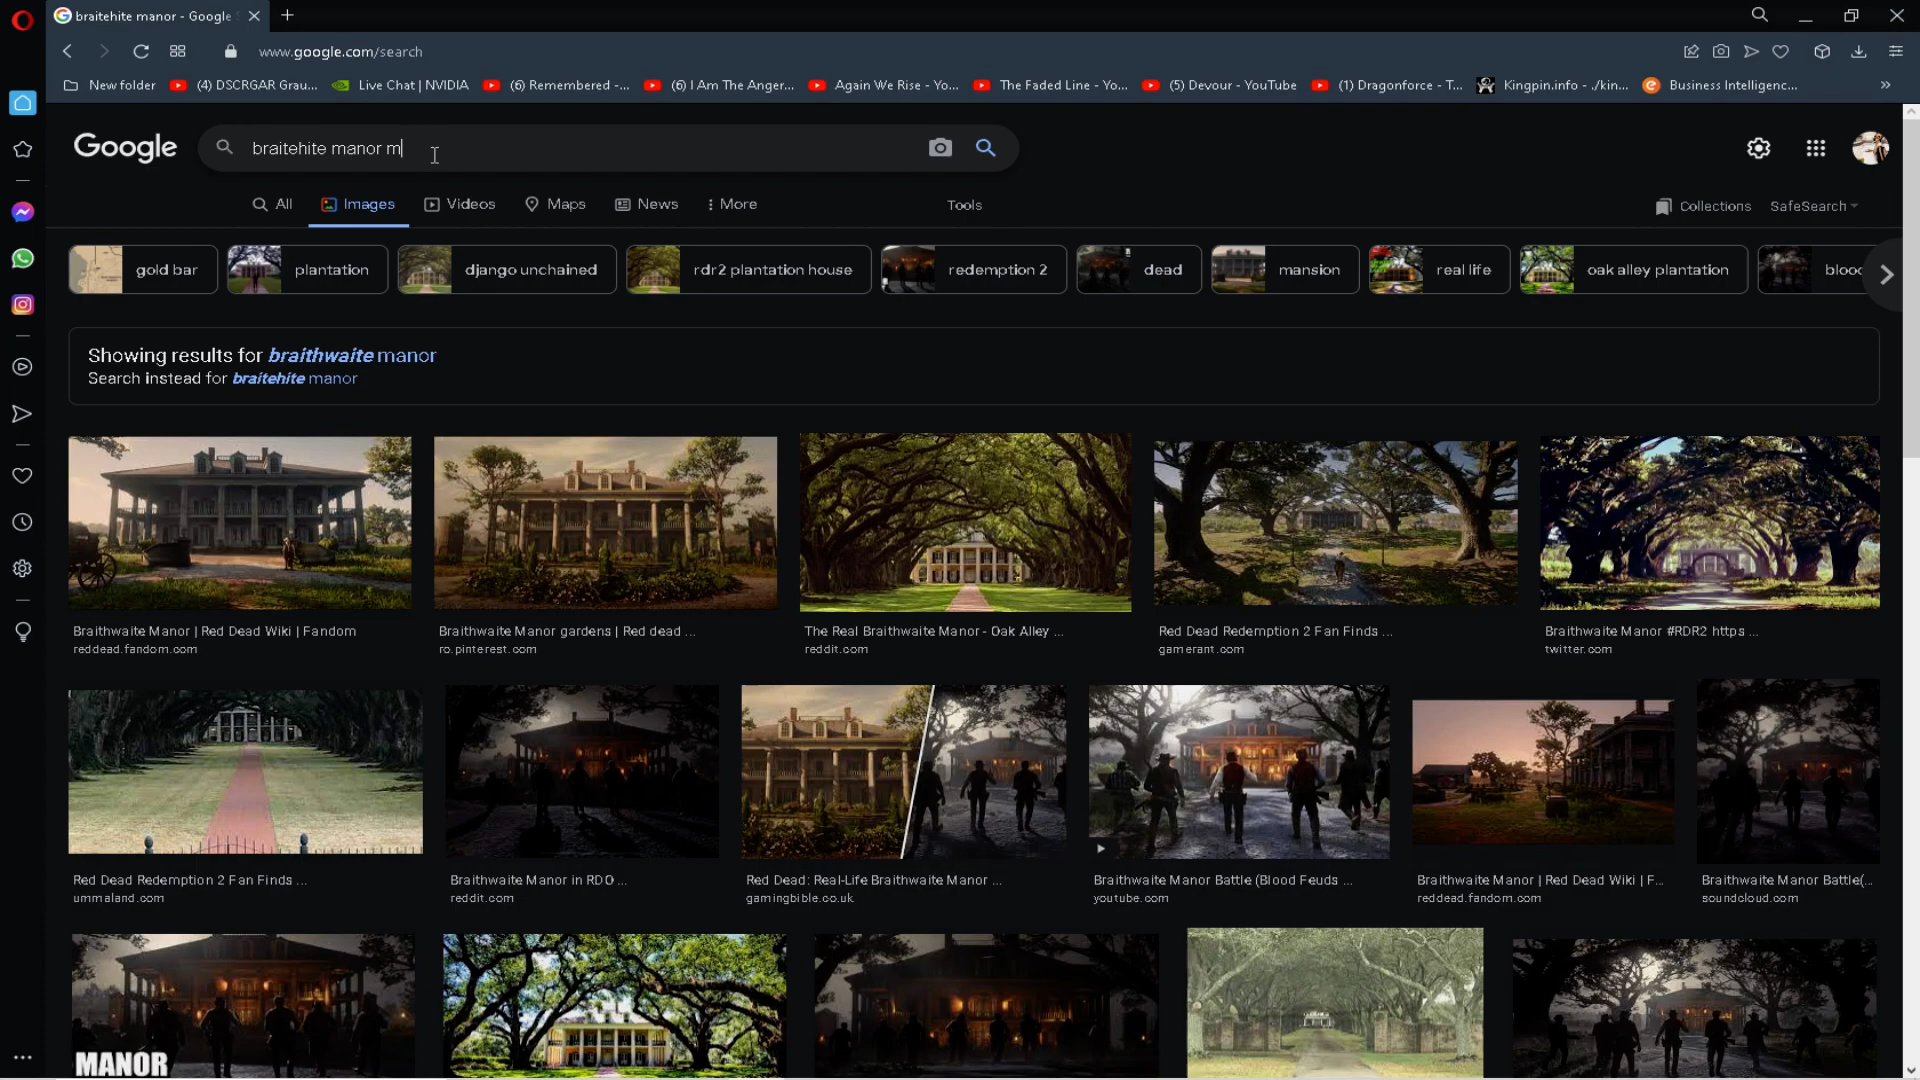 braitehite manor - Google
www.google.com/search
New folder
(4) DSCRGAR Grau...
Live Chat | NVIDIA
(6) Remembered -...
(6) I Am The Anger...
Again We Rise - Yo...
The Faded Line - Yo...
(5) Devour - YouTube
(1) Dragonforce - T...
Kingpin.info - ./kin...
Business Intelligenc...
»
Google
braitehite manor m
All
Images
Videos
Maps
News
More
Tools
Collections
SafeSearch
gold bar
plantation
django unchained
rdr2 plantation house
redemption 2
dead
mansion
real life
oak alley plantation
blooc
Showing results for braithwaite manor
Search instead for braitehite manor
Braithwaite Manor | Red Dead Wiki | Fandom
reddead.fandom.com
Braithwaite Manor gardens | Red dead ...
ro.pinterest.com
The Real Braithwaite Manor - Oak Alley ...
reddit.com
Red Dead Redemption 2 Fan Finds ...
gamerant.com
Braithwaite Manor #RDR2 https ...
twitter.com
Red Dead Redemption 2 Fan Finds ...
ummaland.com
Braithwaite Manor in RDO ...
reddit.com
Red Dead: Real-Life Braithwaite Manor ...
gamingbible.co.uk
Braithwaite Manor Battle (Blood Feuds ...
youtube.com
Braithwaite Manor | Red Dead Wiki | F...
reddead.fandom.com
Braithwaite Manor Battle(...
soundcloud.com
MANOR